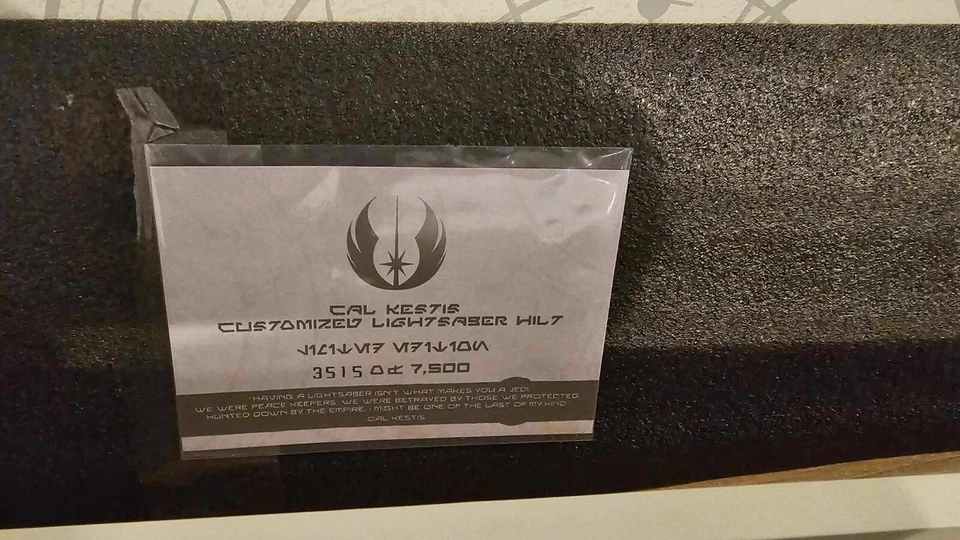 CAL KESTIS
CUSTOMIZED LIGHTSABER HILT
3515 OF 7,500
"HAVING A LIGHTSABER ISN'T WHAT MAKES YOU A JEDI.
WE WERE PEACE KEEPERS. WE WERE BETRAYED BY THOSE WE PROTECTED.
HUNTED DOWN BY THE EMPIRE. I MIGHT BE ONE OF THE LAST OF MY KIND.
CAL KESTIS